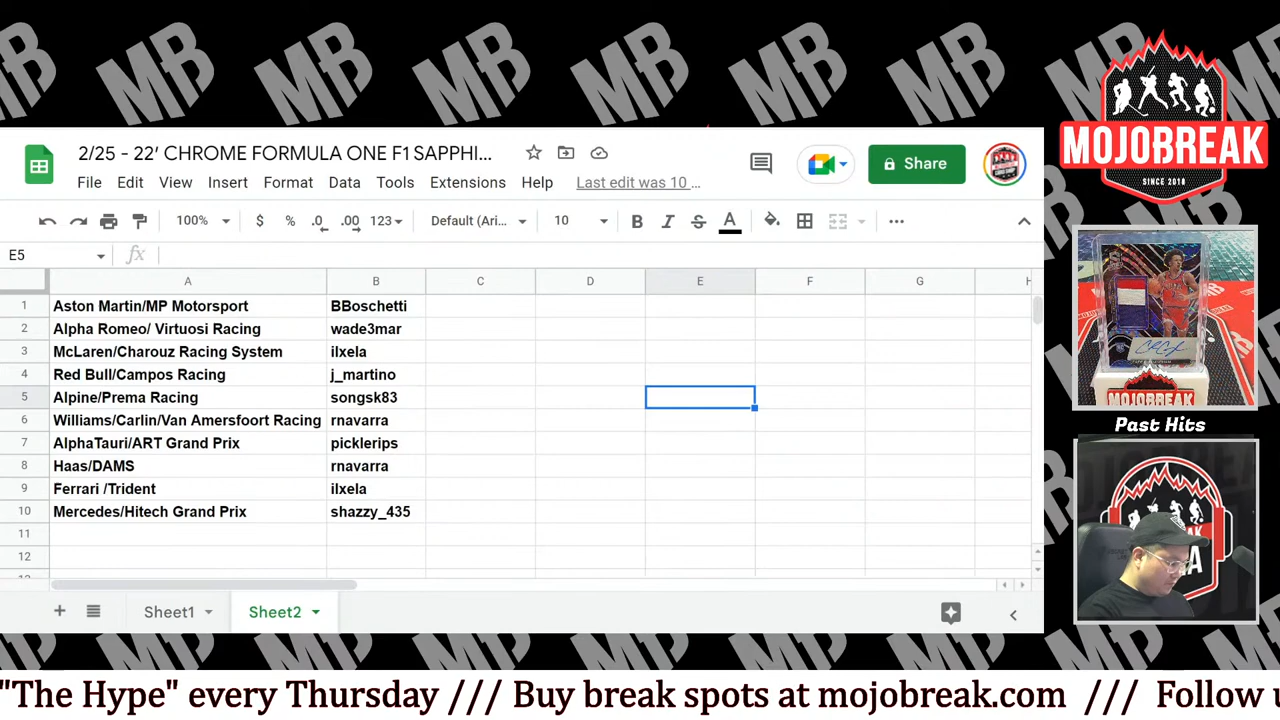 2/25 - 22’ CHROME FORMULA ONE F1 SAPPHI...
File Edit View Insert Format Data Tools Extensions Help Last edit was 10 ...
Share
100% $ % .0 .00 123 Default (Ari... 10 B I S A
E5 fx
A B C D E F G H
1 Aston Martin/MP Motorsport BBoschetti
2 Alpha Romeo/ Virtuosi Racing wade3mar
3 McLaren/Charouz Racing System ilxela
4 Red Bull/Campos Racing j_martino
5 Alpine/Prema Racing songsk83
6 Williams/Carlin/Van Amersfoort Racing rnavarra
7 AlphaTauri/ART Grand Prix picklerips
8 Haas/DAMS rnavarra
9 Ferrari /Trident ilxela
10 Mercedes/Hitech Grand Prix shazzy_435
11
12
Sheet1 Sheet2
MOJOBREAK
SINCE 2010
MOJOBREAK
Past Hits
"The Hype" every Thursday /// Buy break spots at mojobreak.com /// Follow